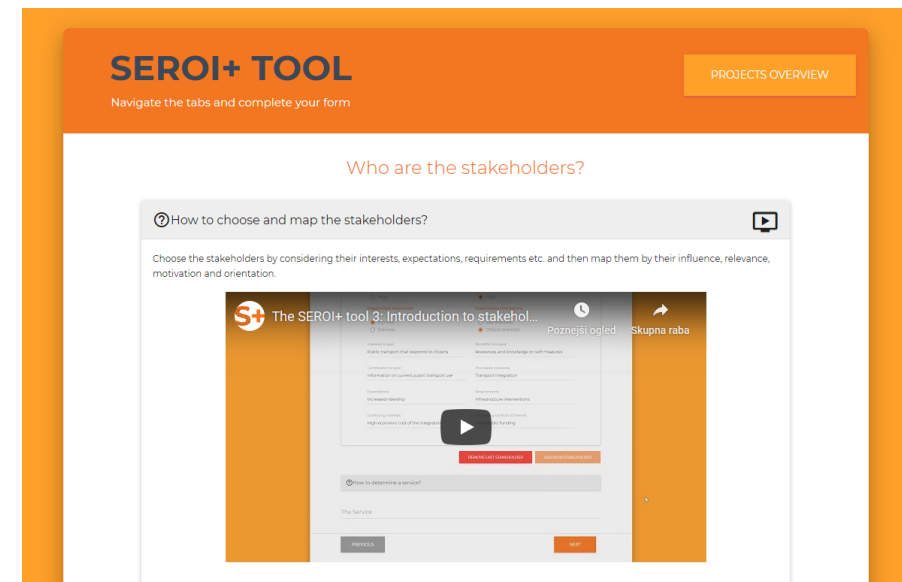 SEROI+ TOOL
PROJECTS OVERVIEW
Navigate the tabs and complete your form
Who are the stakeholders?
How to choose and map the stakeholders?
Choose the stakeholders by considering their interests, expectations, requirements etc. and then map them by their influence, relevance,
motivation and orientation.
S+ The SEROI+ tool 3: Introduction to stakehol...
Poznejši ogled Skupna raba
Public transport that responds to citizens
Awareness and knowledge on soft measures
Information on current public transport use
Transport integration
Increased ridership
Infrastructure interventions
High economic cost of the integration
public funding
REMOVE LAST STAKEHOLDER
ADD NEW STAKEHOLDER
How to determine a service?
The Service
PREVIOUS
NEXT